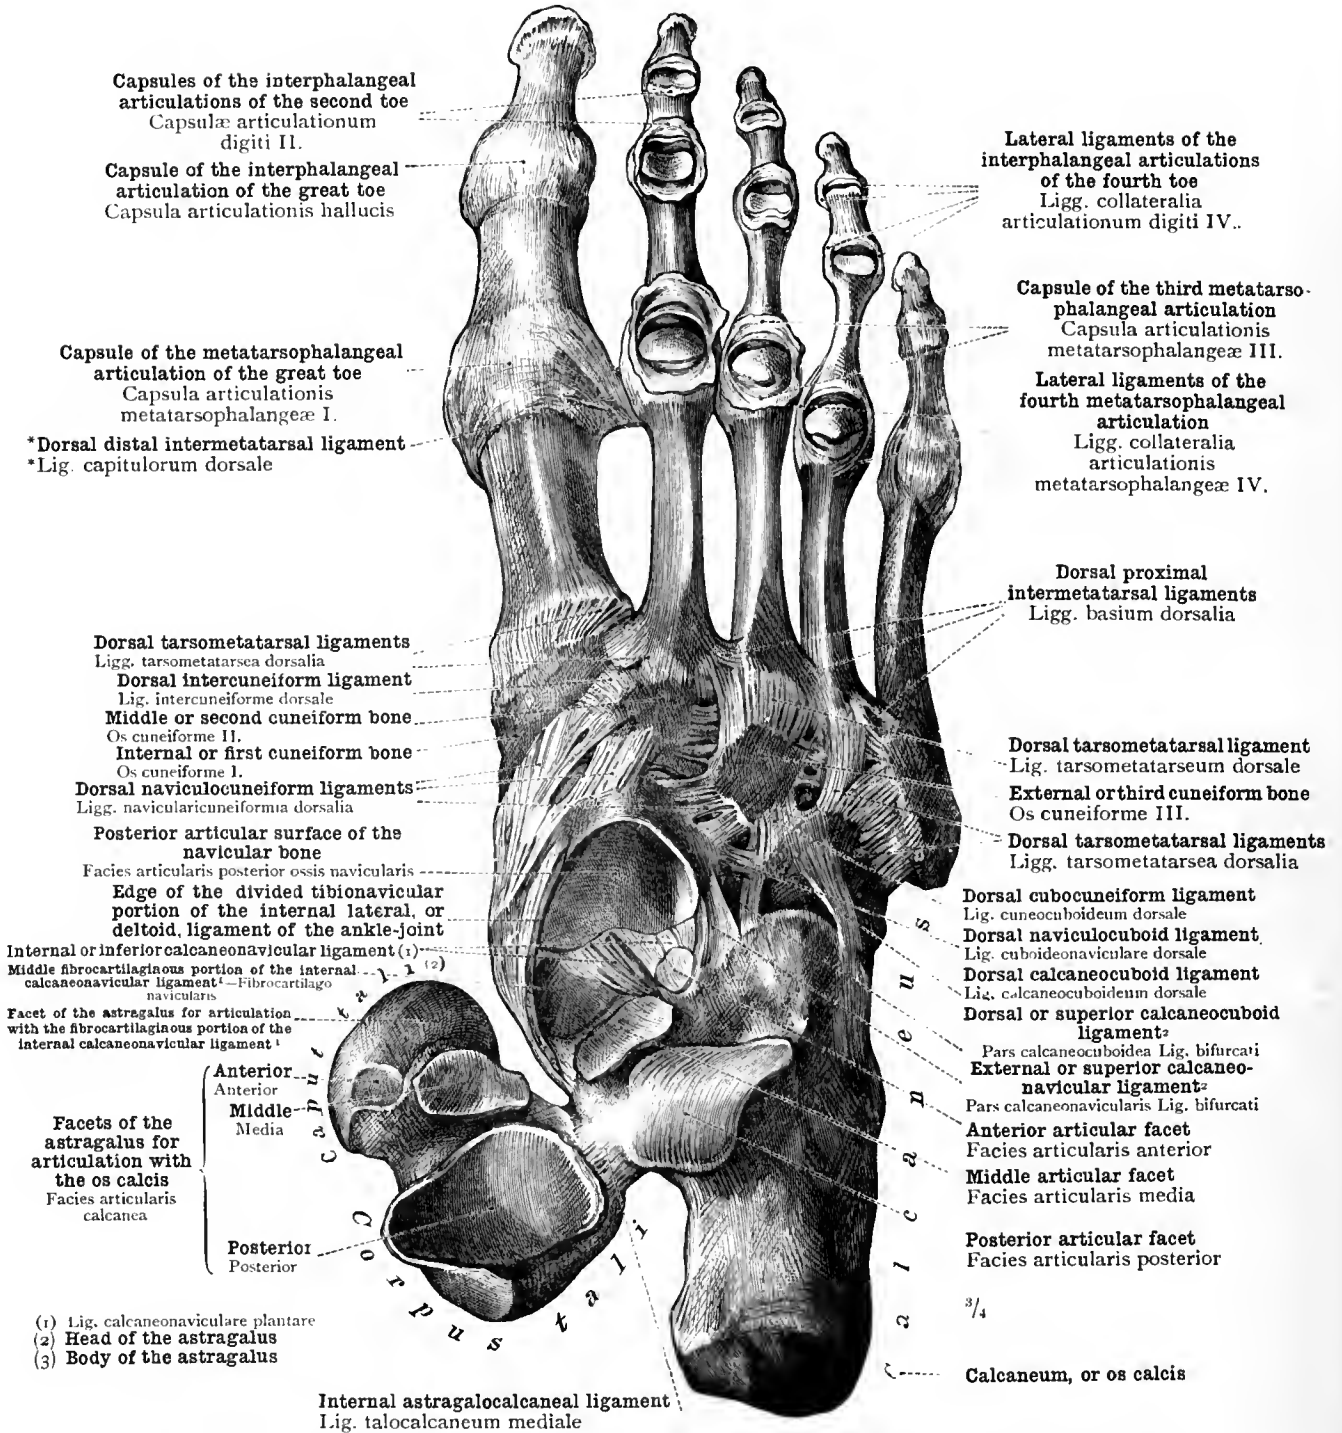 Capsules of the interphalangeal
articulations of the second toe
Capsulæ articulationum
digiti II.
Capsule of the interphalangeal
articulation of the great toe
Capsula articulationis hallucis
Capsule of the metatarsophalangeal
articulation of the great toe
Capsula articulationis
metatarsophalangeæ I.
*Dorsal distal intermetatarsal ligament
*Lig. capitulorum dorsale
Dorsal tarsometatarsal ligaments
Ligg. tarsometatarsea dorsalia
Dorsal intercuneiform ligament
Lig. intercuneiforme dorsale
Middle or second cuneiform bone
Os cuneiforme II.
Internal or first cuneiform bone
Os cuneiforme I.
Dorsal naviculocuneiform ligaments
Ligg. navicularicuneiformia dorsalia
Posterior articular surface of the
navicular bone
Facies articularis posterior ossis navicularis
Edge of the divided tibionavicular
portion of the internal lateral, or
deltoid, ligament of the ankle-joint
Internal or inferior calcaneonavicular ligament (1)
Middle fibrocartilaginous portion of the internal
calcaneonavicular ligament¹—Fibrocartilago
navicularis
Facet of the astragalus for articulation
with the fibrocartilaginous portion of the
internal calcaneonavicular ligament ¹
Caput tali (2)
Anterior
Anterior
Middle
Media
Facets of the
astragalus for
articulation with
the os calcis
Facies articularis
calcanea
Posterior
Posterior
Corpus tali
(1) Lig. calcaneonaviculare plantare
(2) Head of the astragalus
(3) Body of the astragalus
Internal astragalocalcaneal ligament
Lig. talocalcaneum mediale
Lateral ligaments of the
interphalangeal articulations
of the fourth toe
Ligg. collateralia
articulationum digiti IV..
Capsule of the third metatarso-
phalangeal articulation
Capsula articulationis
metatarsophalangeæ III.
Lateral ligaments of the
fourth metatarsophalangeal
articulation
Ligg. collateralia
articulationis
metatarsophalangeæ IV.
Dorsal proximal
intermetatarsal ligaments
Ligg. basium dorsalia
Dorsal tarsometatarsal ligament
Lig. tarsometatarseum dorsale
External or third cuneiform bone
Os cuneiforme III.
Dorsal tarsometatarsal ligaments
Ligg. tarsometatarsea dorsalia
Dorsal cubocuneiform ligament
Lig. cuneocuboideum dorsale
Dorsal naviculocuboid ligament
Lig. cuboideonaviculare dorsale
Dorsal calcaneocuboid ligament
Lig. calcaneocuboideum dorsale
Dorsal or superior calcaneocuboid
ligament²
Pars calcaneocuboidea Lig. bifurcati
External or superior calcaneo-
navicular ligament²
Pars calcaneonavicularis Lig. bifurcati
Anterior articular facet
Facies articularis anterior
Middle articular facet
Facies articularis media
Posterior articular facet
Facies articularis posterior
3/4
Calcaneus
Calcaneum, or os calcis